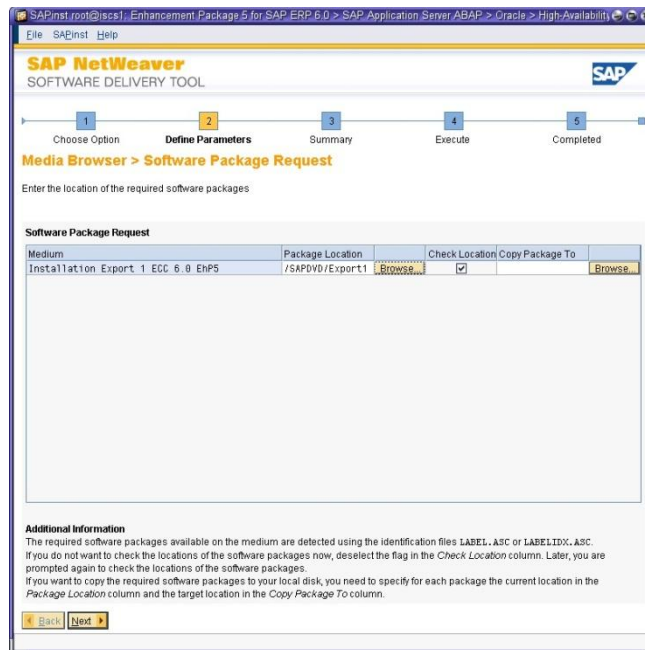 SAPinst root@jscs1: Enhancement Package 5 for SAP ERP 6.0 > SAP Application Server ABAP > Oracle > High-Availability
File SAPinst Help
SAP NetWeaver
SOFTWARE DELIVERY TOOL
SAP
1 2 3 4 5
Choose Option Define Parameters Summary Execute Completed
Media Browser > Software Package Request
Enter the location of the required software packages
Software Package Request
Medium Package Location Check Location Copy Package To
Installation Export 1 ECC 6.0 EhP5 /SAPDVD/Export1 Browse... Browse...
Additional Information
The required software packages available on the medium are detected using the identification files LABEL.ASC or LABELIDX.ASC.
If you do not want to check the locations of the software packages now, deselect the flag in the Check Location column. Later, you are
prompted again to check the locations of the software packages.
If you want to copy the required software packages to your local disk, you need to specify for each package the current location in the
Package Location column and the target location in the Copy Package To column.
Back Next